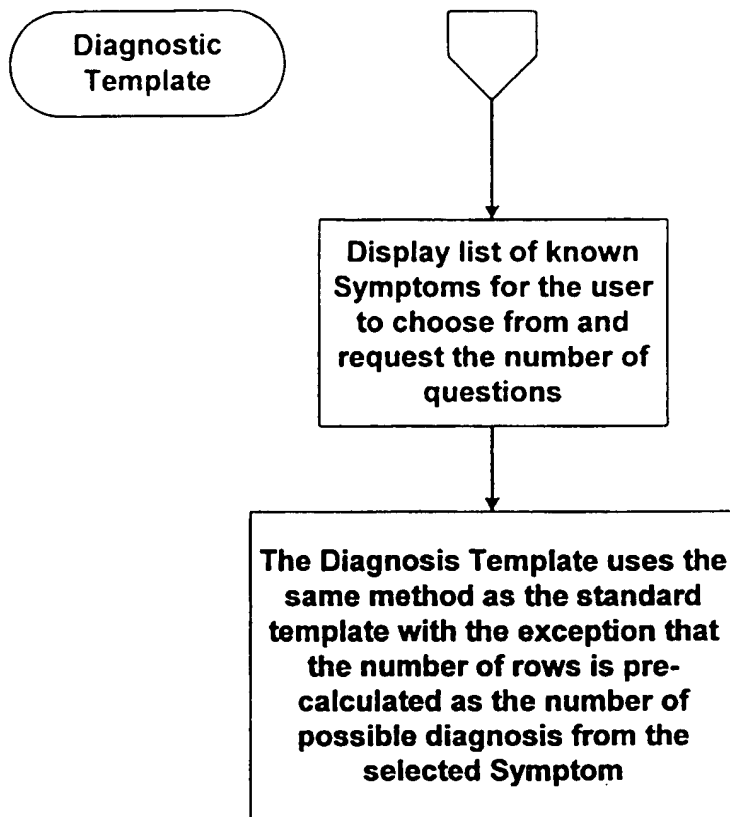 Diagnostic
Template
Display list of known
Symptoms for the user
to choose from and
request the number of
questions
The Diagnosis Template uses the
same method as the standard
template with the exception that
the number of rows is pre-
calculated as the number of
possible diagnosis from the
selected Symptom